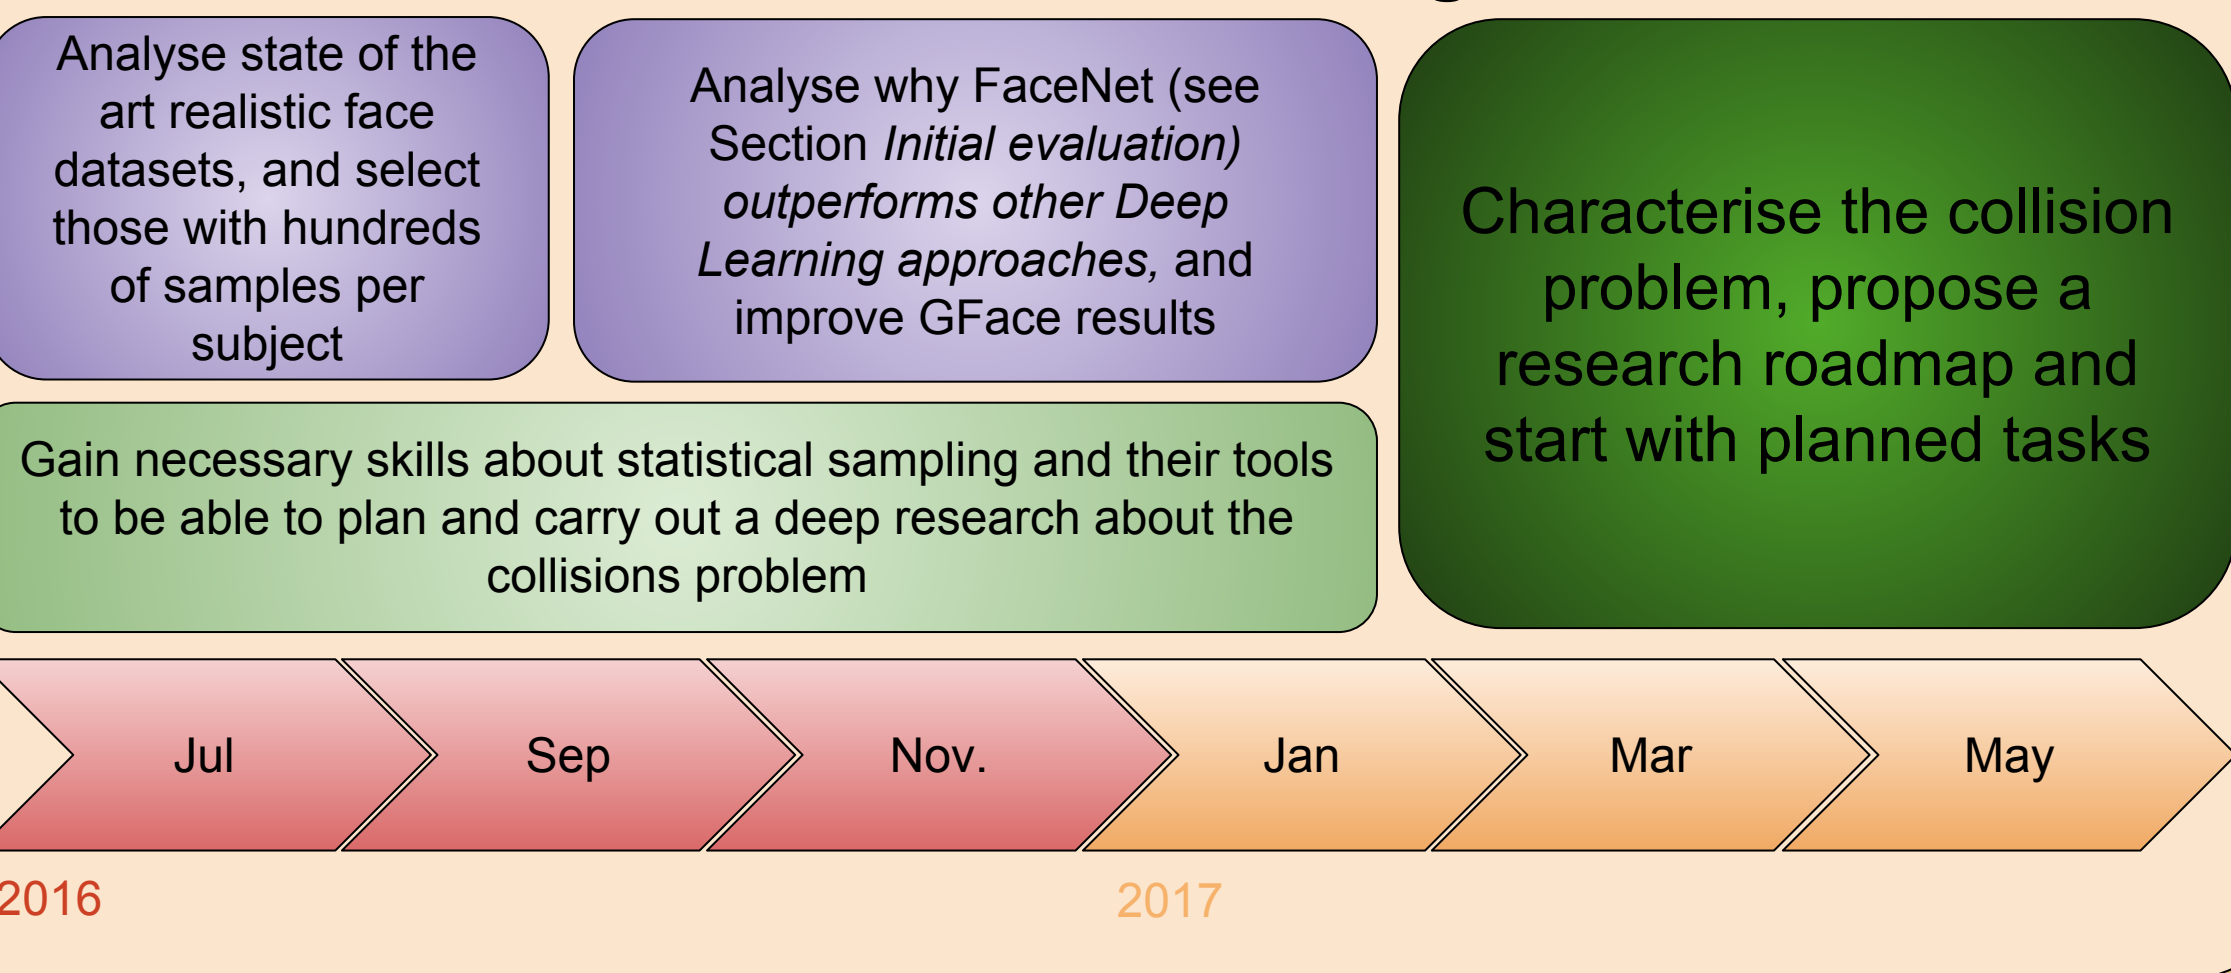 Analyse state of the
art realistic face
datasets, and select
those with hundreds
of samples per
subject
Analyse why FaceNet (see
Section Initial evaluation)
outperforms other Deep
Learning approaches, and
improve GFace results
Characterise the collision
problem, propose a
research roadmap and
start with planned tasks
Gain necessary skills about statistical sampling and their tools
to be able to plan and carry out a deep research about the
collisions problem
Jul
Sep
Nov.
Jan
Mar
May
2016
2017